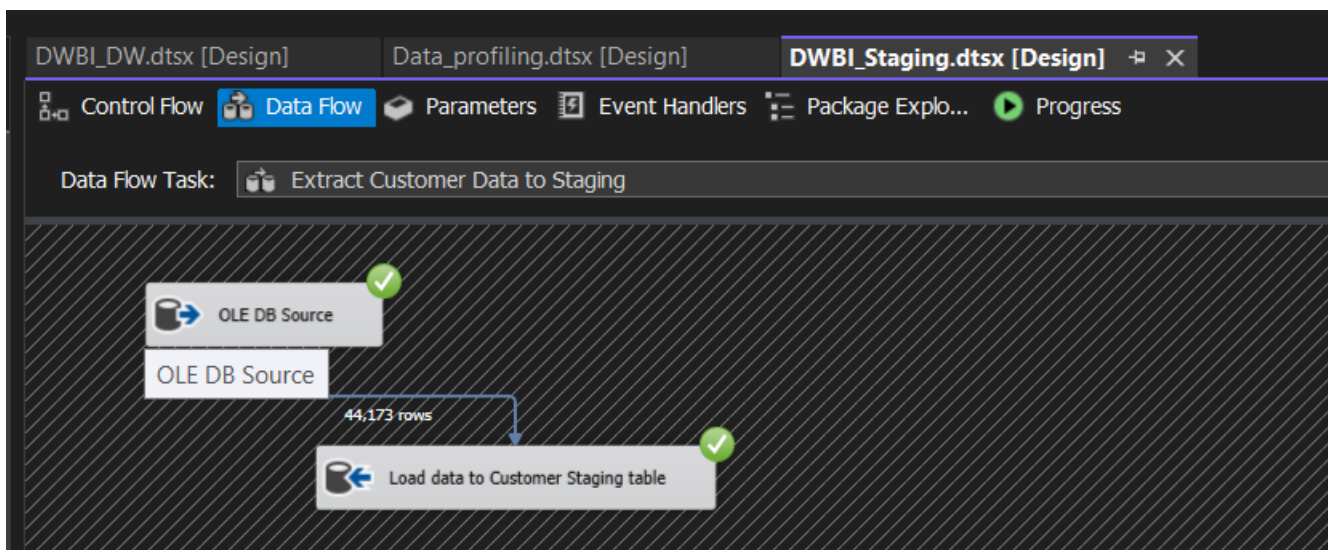 DWBI_DW.dtsx [Design] Data_profiling.dtsx [Design] DWBI_Staging.dtsx [Design]
Control Flow Data Flow Parameters Event Handlers Package Explo... Progress
Data Flow Task: Extract Customer Data to Staging
OLE DB Source
OLE DB Source
44,173 rows
Load data to Customer Staging table